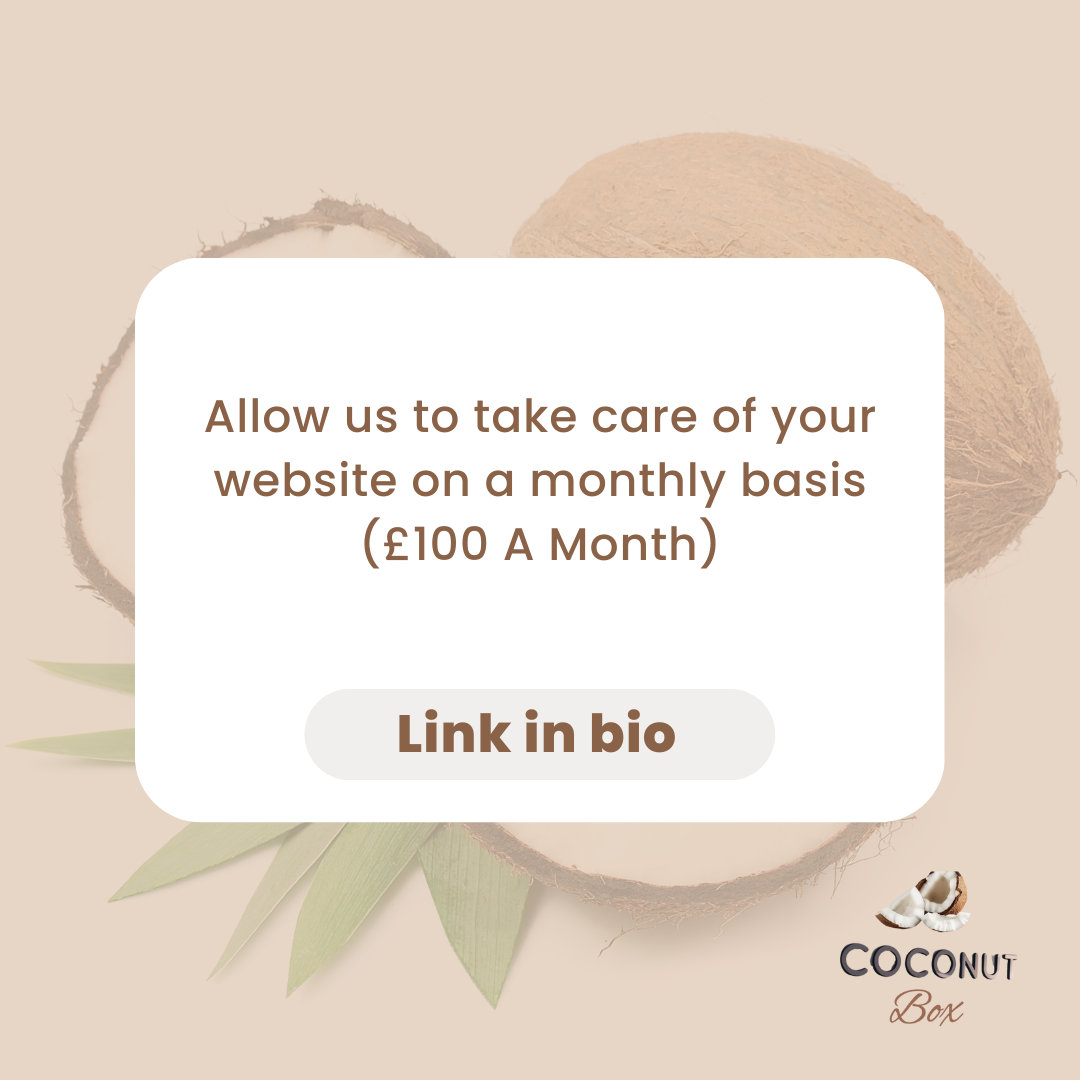 Allow us to take care of your
website on a monthly basis
(£100 A Month)
Link in bio
COCONUT
Box